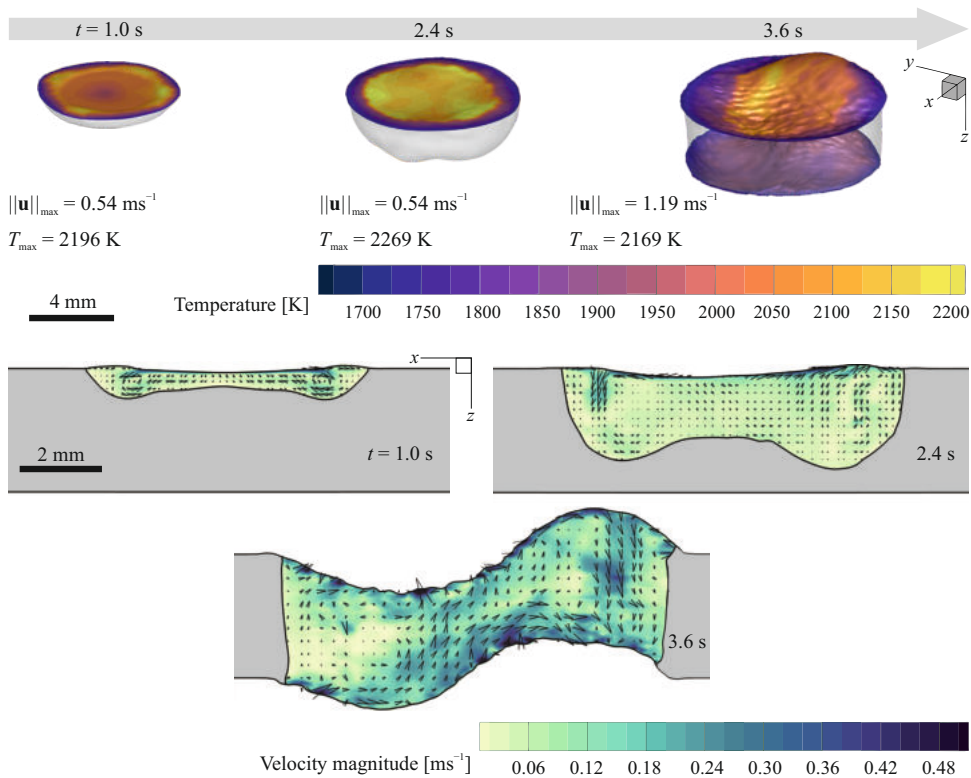 t = 1.0 s 2.4 s 3.6 s
y
x
z
||u||max = 0.54 ms⁻¹ ||u||max = 0.54 ms⁻¹ ||u||max = 1.19 ms⁻¹
Tmax = 2196 K Tmax = 2269 K Tmax = 2169 K
4 mm
Temperature [K]
1700 1750 1800 1850 1900 1950 2000 2050 2100 2150 2200
x
z
2 mm
t = 1.0 s
2.4 s
3.6 s
Velocity magnitude [ms⁻¹]
0.06 0.12 0.18 0.24 0.30 0.36 0.42 0.48